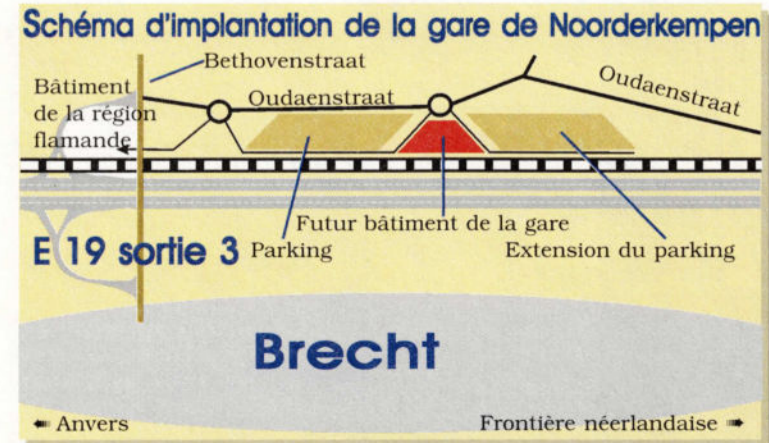 Schéma d'implantation de la gare de Noorderkempen
Bethovenstraat
Bâtiment
de la région
flamande
Oudaenstraat
Oudaenstraat
Futur bâtiment de la gare
E 19 sortie 3
Parking
Extension du parking
Brecht
Anvers
Frontière néerlandaise